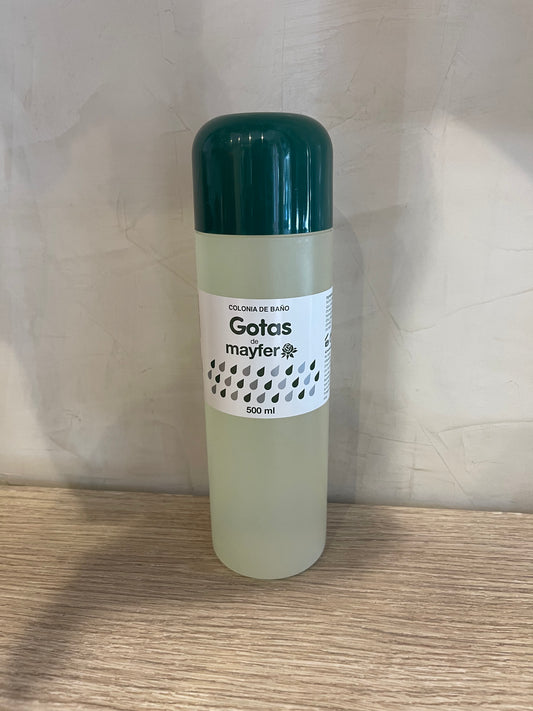 COLONIA DE BAÑO
Gotas
de
mayfer
500 ml